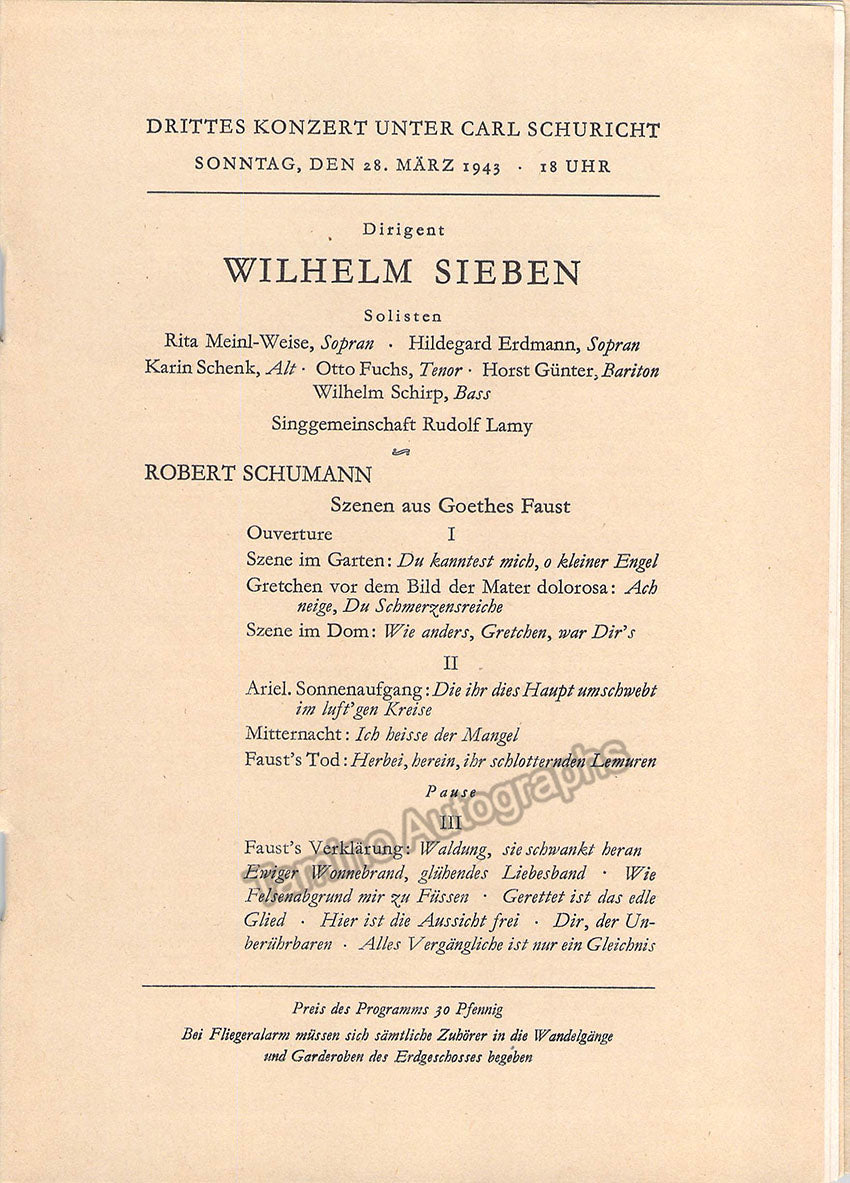 DRITTES KONZERT UNTER CARL SCHURICHT
SONNTAG, DEN 28. MÄRZ 1943 · 18 UHR
Dirigent
WILHELM SIEBEN
Solisten
Rita Meinl-Weise, Sopran · Hildegard Erdmann, Sopran
Karin Schenk, Alt · Otto Fuchs, Tenor · Horst Günter, Bariton
Wilhelm Schirp, Bass
Singgemeinschaft Rudolf Lamy
ROBERT SCHUMANN
Szenen aus Goethes Faust
Ouverture I
Szene im Garten: Du kanntest mich, o kleiner Engel
Gretchen vor dem Bild der Mater dolorosa: Ach
neige, Du Schmerzensreiche
Szene im Dom: Wie anders, Gretchen, war Dir's
II
Ariel. Sonnenaufgang: Die ihr dies Haupt umschwebt
im luft'gen Kreise
Mitternacht: Ich heisse der Mangel
Faust's Tod: Herbei, herein, ihr schlotternden Lemuren
Pause
III
Faust's Verklärung: Waldung, sie schwankt heran
Ewiger Wonnebrand, glühendes Liebesband · Wie
Felsenabgrund mir zu Füssen · Gerettet ist das edle
Glied · Hier ist die Aussicht frei · Dir, der Un-
berührbaren · Alles Vergängliche ist nur ein Gleichnis
Tamino Autographs
Preis des Programms 30 Pfennig
Bei Fliegeralarm müssen sich sämtliche Zuhörer in die Wandelgänge
und Garderoben des Erdgeschosses begeben